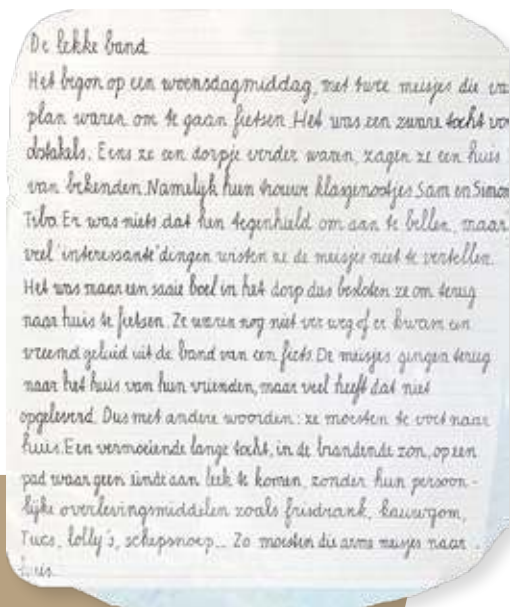 De lekke band
Het begon op een woensdagmiddag, met twee meisjes die va
plan waren om te gaan fietsen. Het was een zware tocht vo
obstakels. Eens ze een dorpje verder waren, zagen ze een huis
van bekenden. Namelijk hun trouwe klasgenootjes Sam en Simon
Tiba. Er was niets dat hen tegenhield om aan te bellen, maar
veel 'interessante' dingen wisten ze de meisjes niet te vertellen.
Het was maar een saaie boel in het dorp dus besloten ze om terug
naar huis te fietsen. Ze waren nog niet ver weg of er kwam een
vreemd geluid uit de band van een fiets. De meisjes gingen terug
naar het huis van hun vrienden, maar veel heeft dat niet
opgeleverd. Dus met andere woorden: ze moesten te voet naar
huis. Een vermoeiende lange tocht, in de brandende zon, op een
pad waar geen einde aan leek te komen, zonder hun persoon-
lijke overlevingsmiddelen zoals frisdrank, kauwgom,
Tucs, lolly's, schepsnoep... Zo moesten die arme meisjes naar
huis.